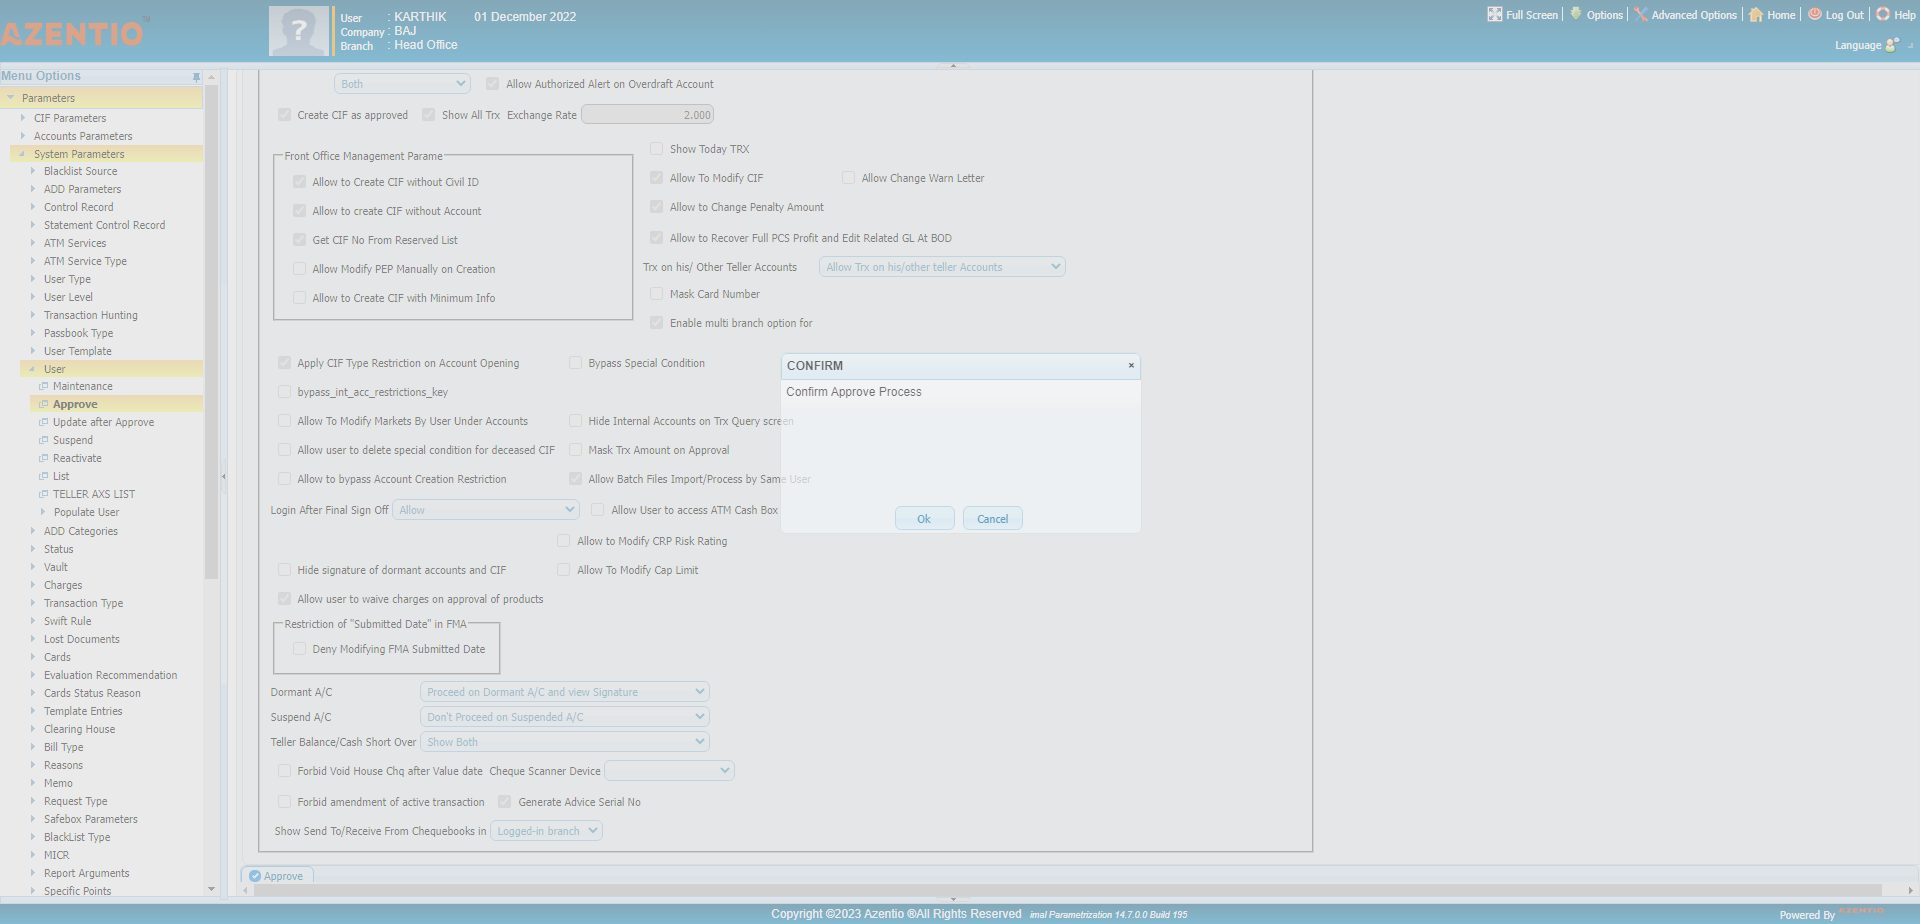 AZENTIO
User : KARTHIK 01 December 2022
Company : BAJ
Branch : Head Office
Full Screen Options Advanced Options Home Log Out Help
Language
Menu Options
Parameters
CIF Parameters
Accounts Parameters
System Parameters
Blacklist Source
ADD Parameters
Control Record
Statement Control Record
ATM Services
ATM Service Type
User Type
User Level
Transaction Hunting
Passbook Type
User Template
User
Maintenance
Approve
Update after Approve
Suspend
Reactivate
List
TELLER AXS LIST
Populate User
ADD Categories
Status
Vault
Charges
Transaction Type
Swift Rule
Lost Documents
Cards
Evaluation Recommendation
Cards Status Reason
Template Entries
Clearing House
Bill Type
Reasons
Memo
Request Type
Safebox Parameters
BlackList Type
MICR
Report Arguments
Specific Points
Both Allow Authorized Alert on Overdraft Account
Create CIF as approved Show All Trx Exchange Rate 2.000
Front Office Management Parame
Allow to Create CIF without Civil ID
Allow to create CIF without Account
Get CIF No From Reserved List
Allow Modify PEP Manually on Creation
Allow to Create CIF with Minimum Info
Show Today TRX
Allow To Modify CIF Allow Change Warn Letter
Allow to Change Penalty Amount
Allow to Recover Full PCS Profit and Edit Related GL At BOD
Trx on his/ Other Teller Accounts Allow Trx on his/other teller Accounts
Mask Card Number
Enable multi branch option for
Apply CIF Type Restriction on Account Opening Bypass Special Condition
bypass_int_acc_restrictions_key
Allow To Modify Markets By User Under Accounts Hide Internal Accounts on Trx Query screen
Allow user to delete special condition for deceased CIF Mask Trx Amount on Approval
Allow to bypass Account Creation Restriction Allow Batch Files Import/Process by Same User
Login After Final Sign Off Allow Allow User to access ATM Cash Box
Allow to Modify CRP Risk Rating
Hide signature of dormant accounts and CIF Allow To Modify Cap Limit
Allow user to waive charges on approval of products
Restriction of "Submitted Date" in FMA
Deny Modifying FMA Submitted Date
Dormant A/C Proceed on Dormant A/C and view Signature
Suspend A/C Don't Proceed on Suspended A/C
Teller Balance/Cash Short Over Show Both
Forbid Void House Chq after Value date Cheque Scanner Device
Forbid amendment of active transaction Generate Advice Serial No
Show Send To/Receive From Chequebooks in Logged-in branch
CONFIRM ×
Confirm Approve Process
Ok Cancel
Approve
Copyright ©2023 Azentio ®All Rights Reserved imal Parametrization 14.7.0.0 Build 195
Powered By AZENTIO